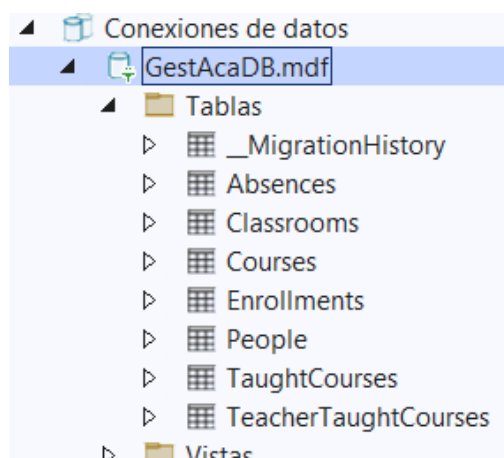 Conexiones de datos
GestAcaDB.mdf
Tablas
__MigrationHistory
Absences
Classrooms
Courses
Enrollments
People
TaughtCourses
TeacherTaughtCourses
Vistas